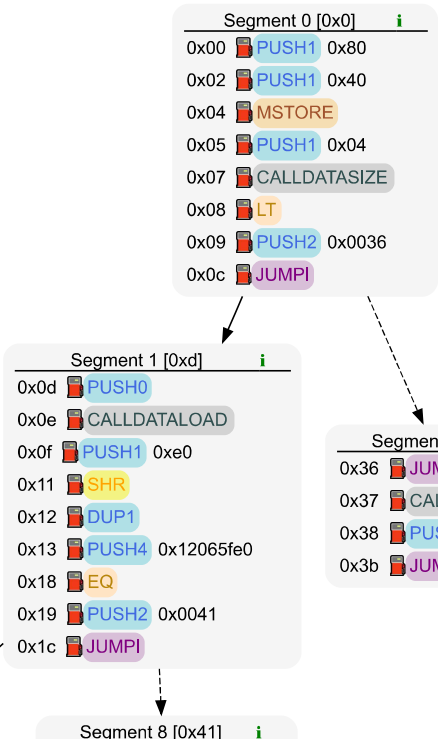 Segment 0 [0x0] i
0x00 PUSH1 0x80
0x02 PUSH1 0x40
0x04 MSTORE
0x05 PUSH1 0x04
0x07 CALLDATASIZE
0x08 LT
0x09 PUSH2 0x0036
0x0c JUMPI
Segment 1 [0xd] i
0x0d PUSH0
0x0e CALLDATALOAD
0x0f PUSH1 0xe0
0x11 SHR
0x12 DUP1
0x13 PUSH4 0x12065fe0
0x18 EQ
0x19 PUSH2 0x0041
0x1c JUMPI
Segmen
0x36
0x37
0x38
0x3b
Segment 8 [0x41] i